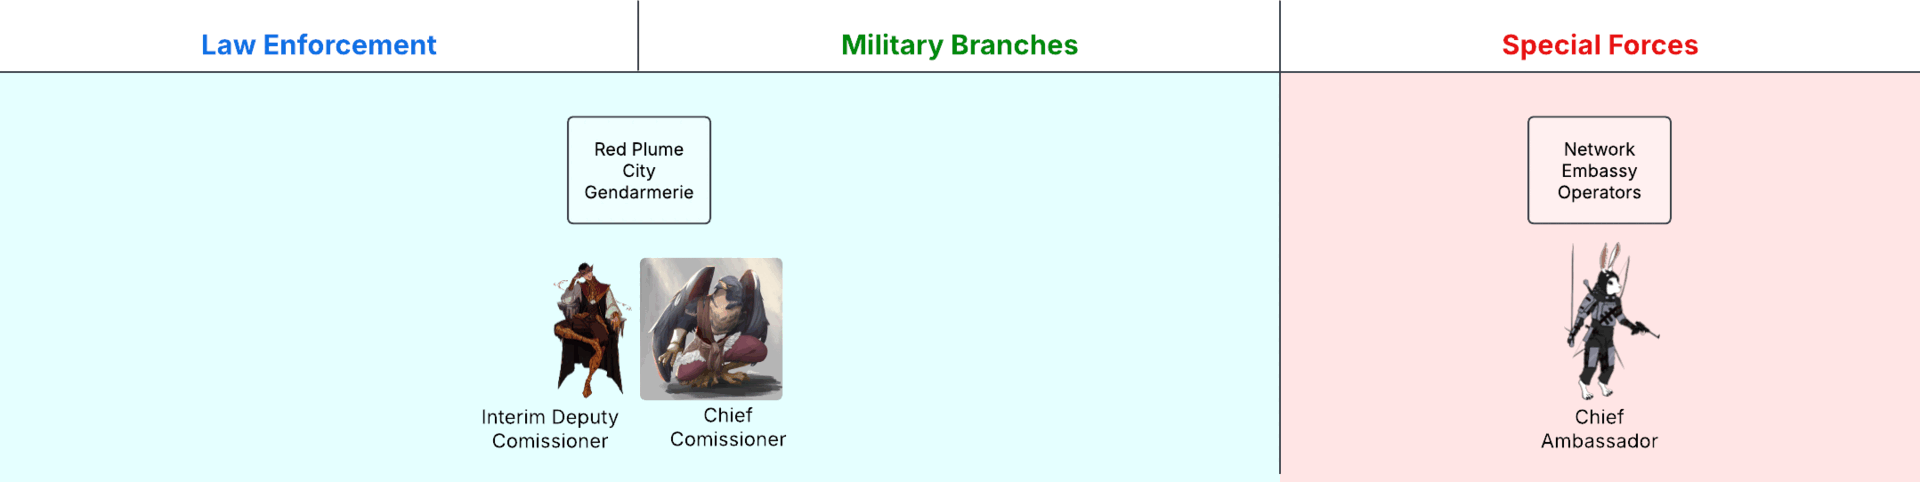 Law Enforcement
Military Branches
Special Forces
Red Plume
City
Gendarmerie
Network
Embassy
Operators
Interim Deputy
Comissioner
Chief
Comissioner
Chief
Ambassador